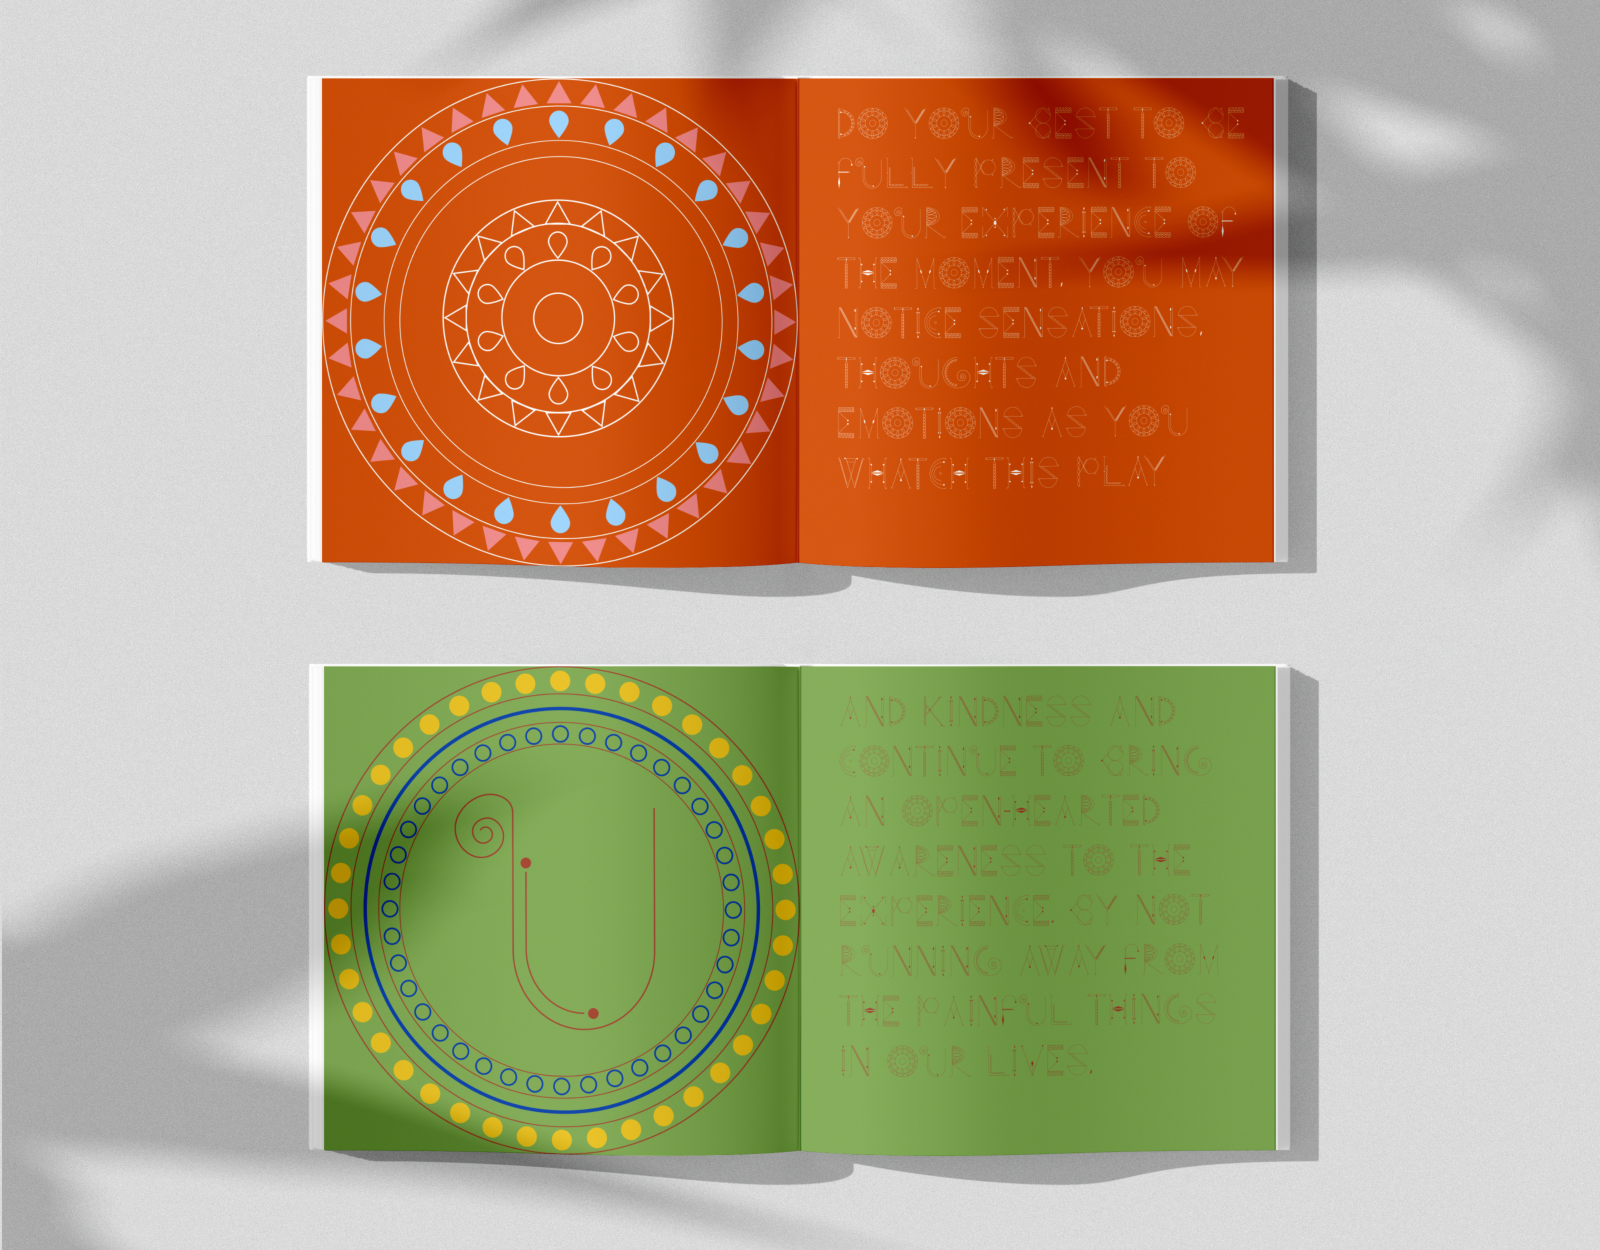 DO YOUR BEST TO BE
FULLY PRESENT TO
YOUR EXPERIENCE OF
THE MOMENT. YOU MAY
NOTICE SENSATIONS,
THOUGHTS AND
EMOTIONS AS YOU
WHATCH THIS PLAY
U
AND KINDNESS AND
CONTINUE TO BRING
AN OPEN-HEARTED
AWARENESS TO THE
EXPERIENCE. BY NOT
RUNNING AWAY FROM
THE PAINFUL THINGS
IN OUR LIVES,